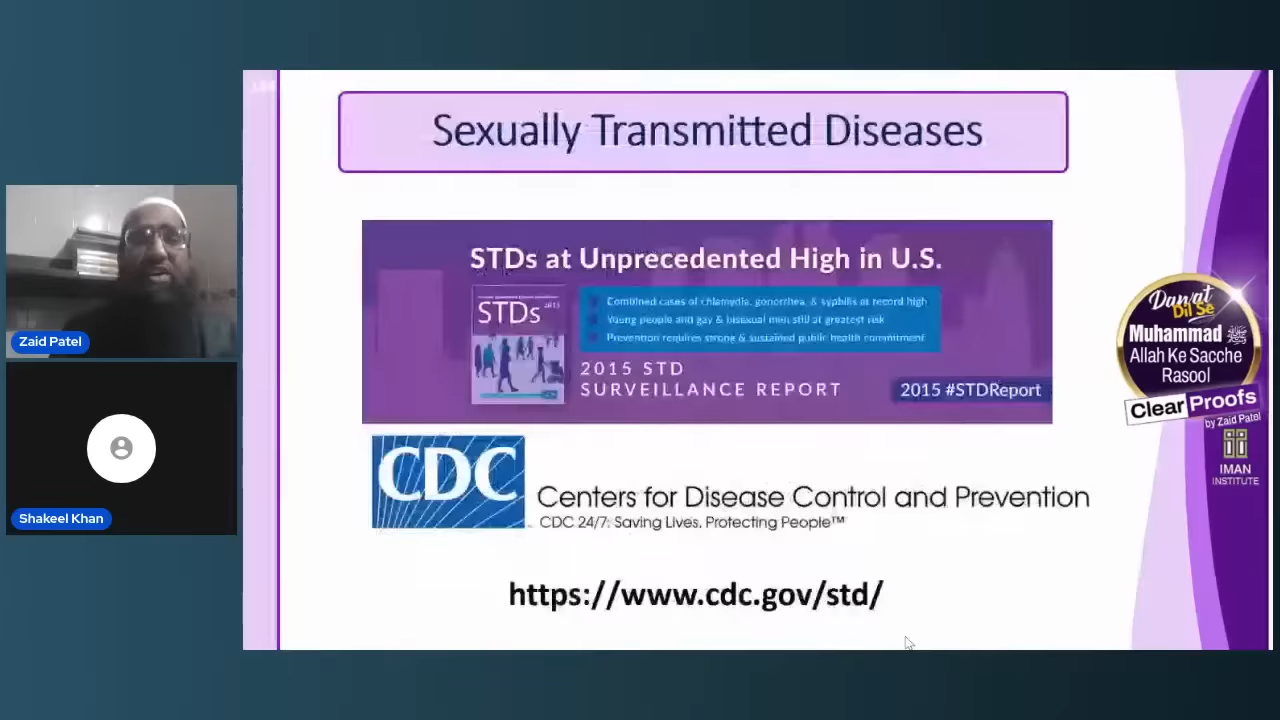 Sexually Transmitted Diseases
STDs at Unprecedented High in U.S.
STDs
Combined cases of chlamydia, gonorrhea, & syphilis at record high
Young people and gay & bisexual men still at greatest risk
Prevention requires strong & sustained public health commitment
2015 STD
SURVEILLANCE REPORT
2015 #STDReport
CDC
Centers for Disease Control and Prevention
CDC 24/7: Saving Lives, Protecting People™
https://www.cdc.gov/std/
Zaid Patel
Shakeel Khan
Dawat
Dil Se
Muhammad ﷺ
Allah Ke Sacche
Rasool
Clear Proofs
by Zaid Patel
IMAN
INSTITUTE